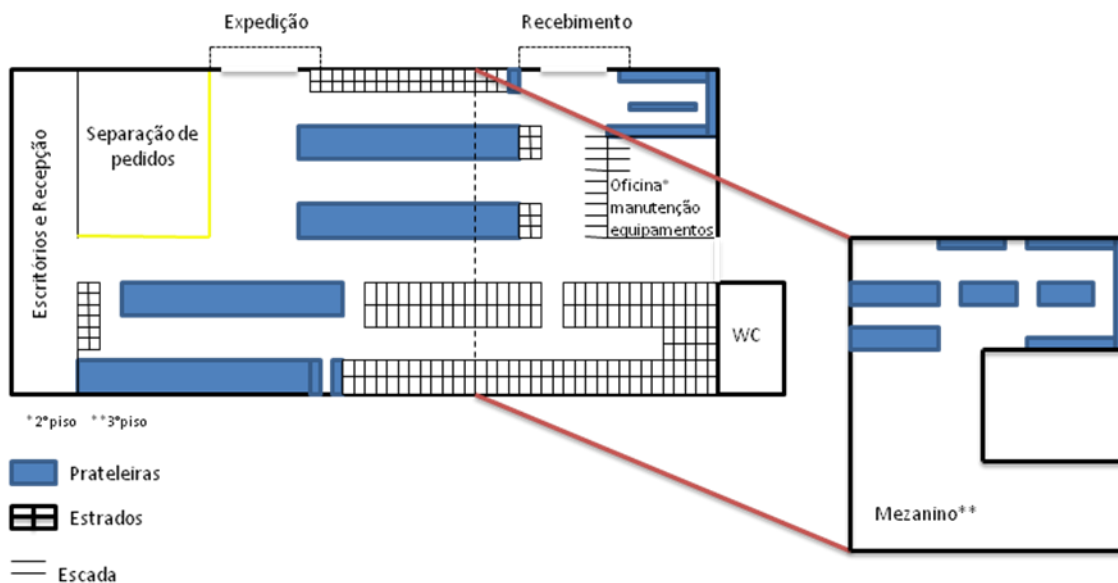 Expedição
Recebimento
Escritórios e Recepção
Separação de
pedidos
Oficina*
manutenção
equipamentos
WC
*2°piso **3°piso
Prateleiras
Estrados
Escada
Mezanino**